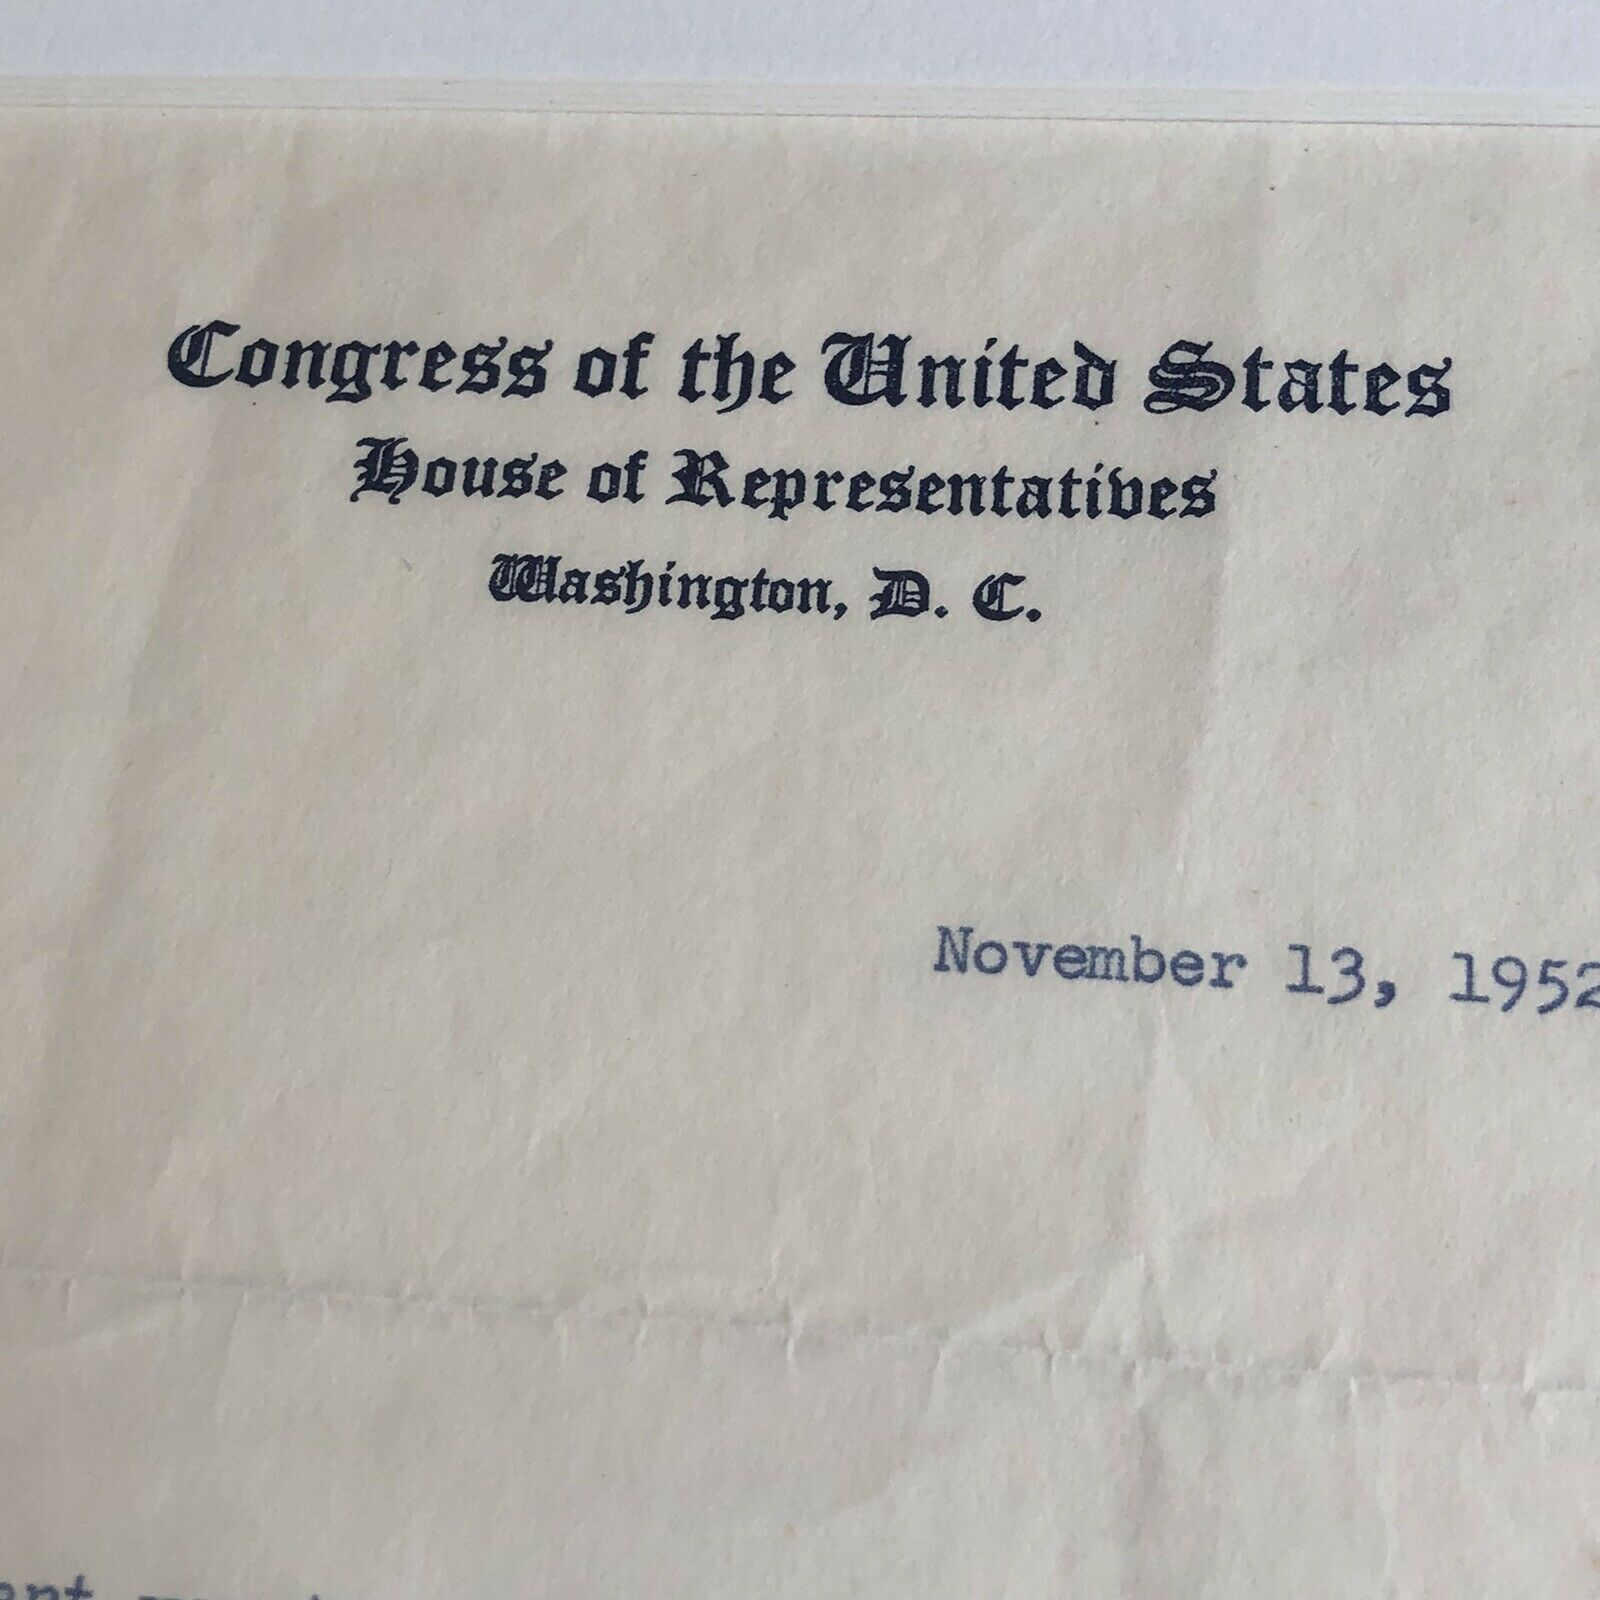 Congress of the United States
House of Representatives
Washington, D. C.
November 13, 1952